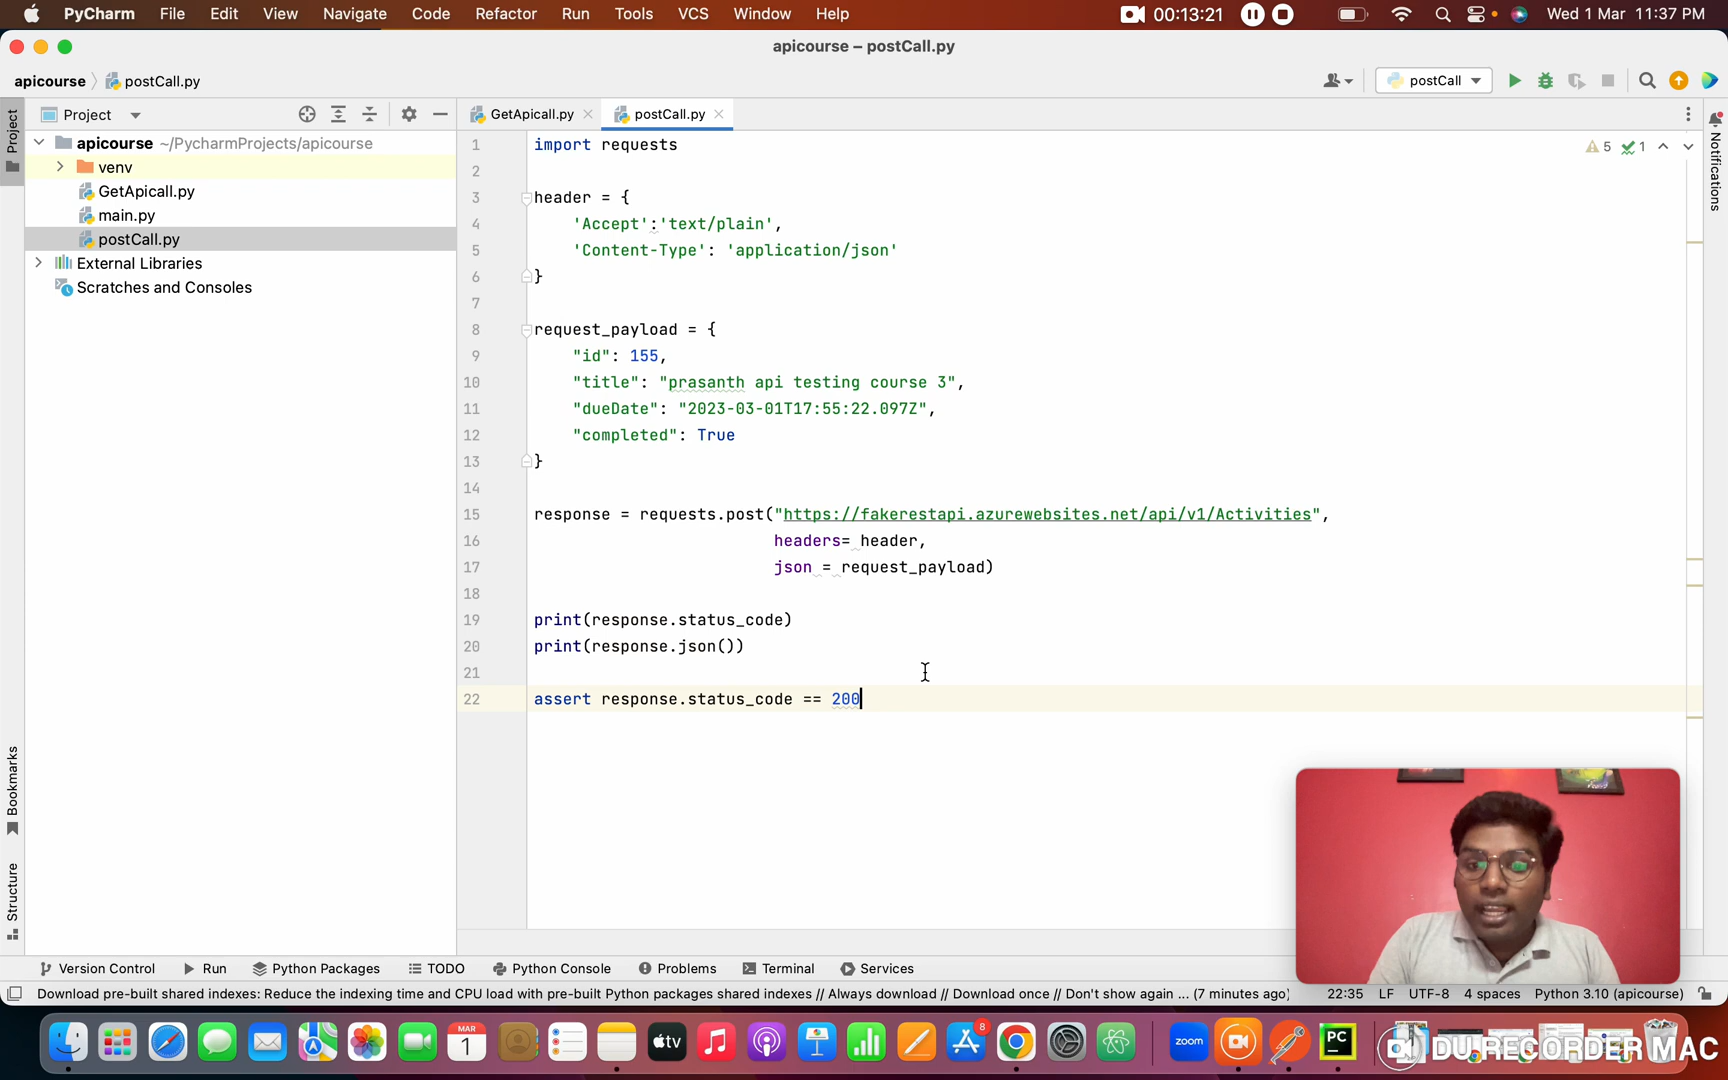 PyCharm File Edit View Navigate Code Refactor Run Tools VCS Window Help 00:13:21 Wed 1 Mar 11:37 PM
apicourse – postCall.py
apicourse postCall.py postCall
Project GetApicall.py postCall.py
Project
Notifications
Bookmarks
Structure
apicourse ~/PycharmProjects/apicourse
venv
GetApicall.py
main.py
postCall.py
External Libraries
Scratches and Consoles
5 1
1 import requests
2
3 header = {
4 'Accept':'text/plain',
5 'Content-Type': 'application/json'
6 }
7
8 request_payload = {
9 "id": 155,
10 "title": "prasanth api testing course 3",
11 "dueDate": "2023-03-01T17:55:22.097Z",
12 "completed": True
13 }
14
15 response = requests.post("https://fakerestapi.azurewebsites.net/api/v1/Activities",
16 headers= header,
17 json = request_payload)
18
19 print(response.status_code)
20 print(response.json())
21
22 assert response.status_code == 200
Version Control Run Python Packages TODO Python Console Problems Terminal Services
Download pre-built shared indexes: Reduce the indexing time and CPU load with pre-built Python packages shared indexes // Always download // Download once // Don't show again ... (7 minutes ago) 22:35 LF UTF-8 4 spaces Python 3.10 (apicourse)
MAR
1
tv
8
zoom
PC
DU RECORDER MAC